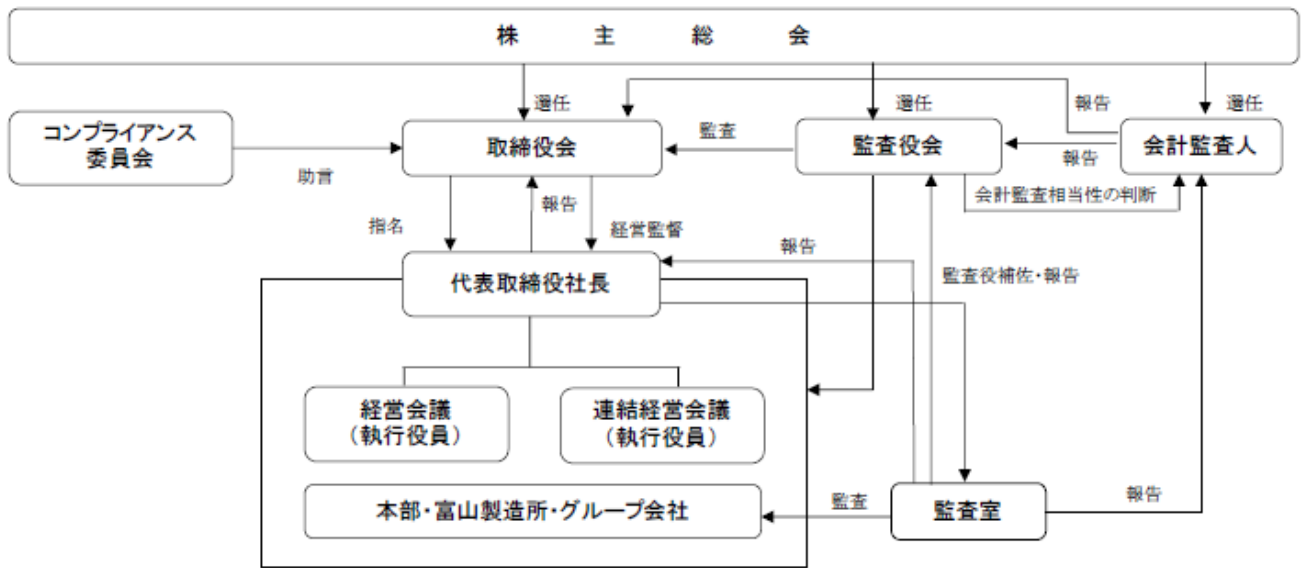 株主総会
選任
選任
報告
選任
コンプライアンス
委員会
助言
取締役会
監査
監査役会
報告
会計監査人
会計監査相当性の判断
指名
報告
経営監督
報告
監査役補佐・報告
代表取締役社長
経営会議
(執行役員)
連結経営会議
(執行役員)
本部・富山製造所・グループ会社
監査
監査室
報告